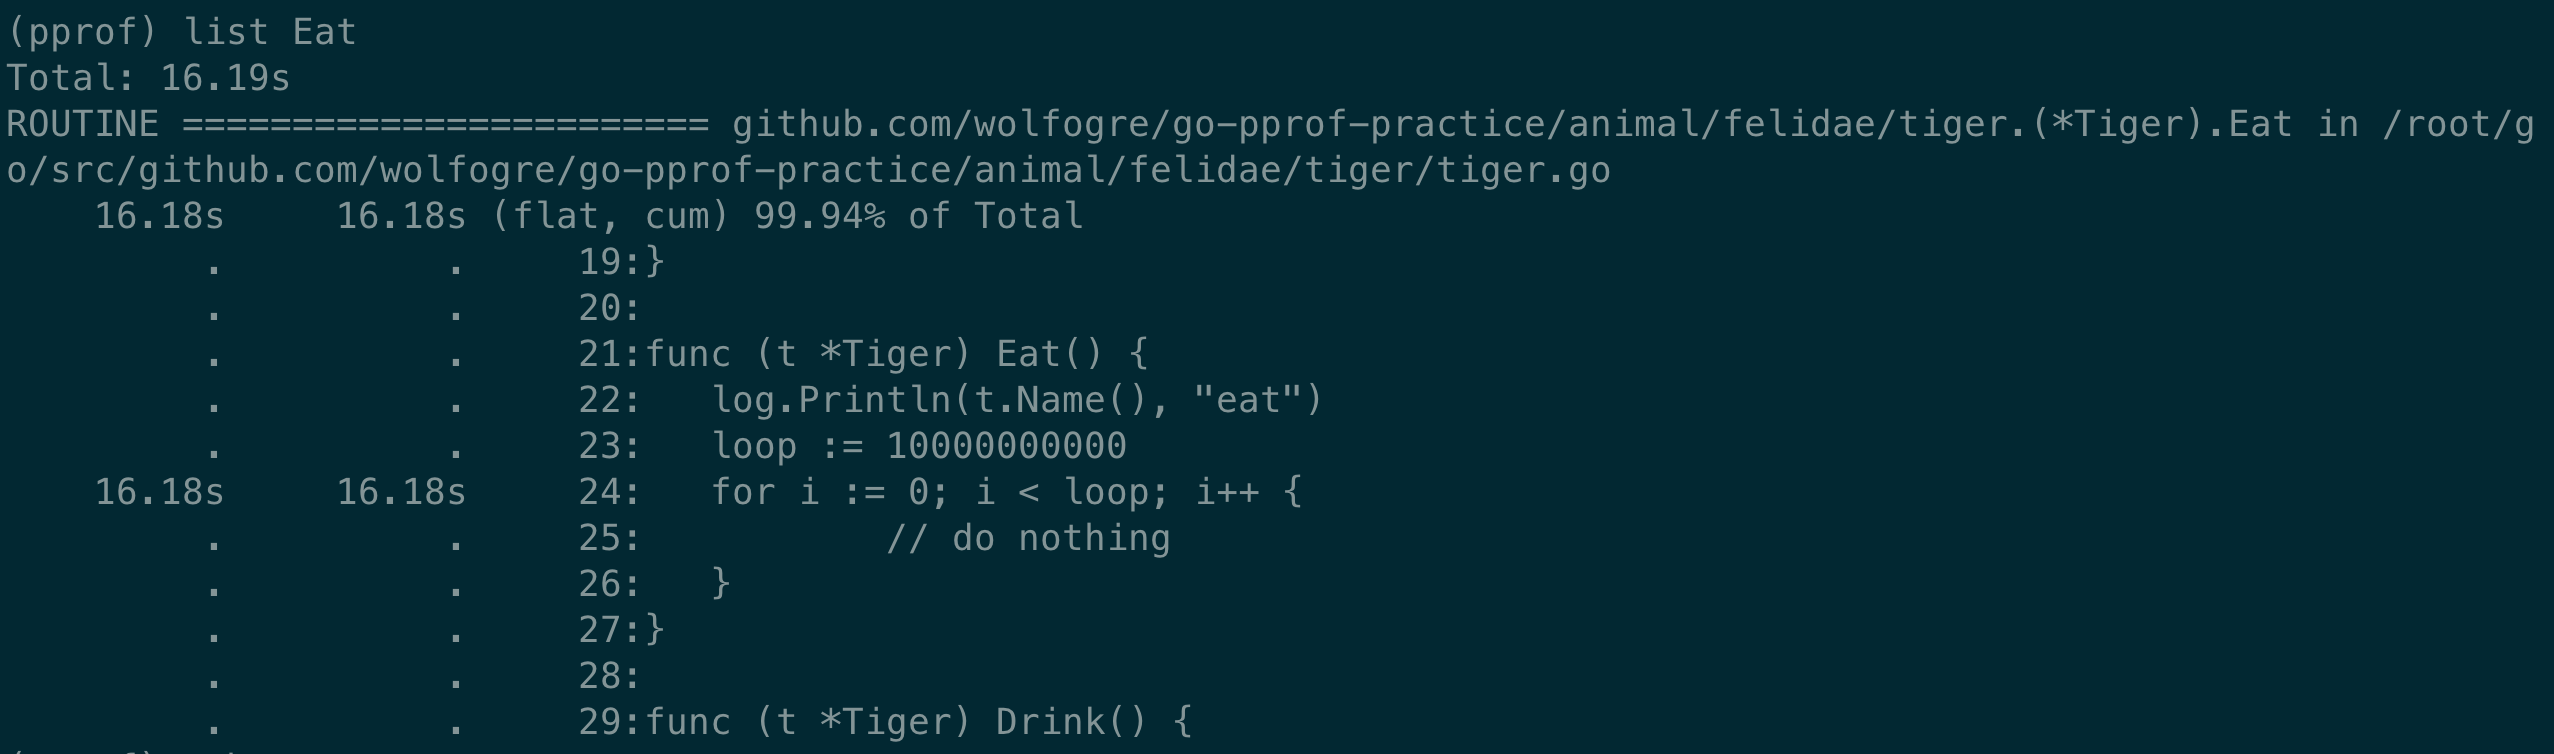 (pprof) list Eat
Total: 16.19s
ROUTINE ======================== github.com/wolfogre/go-pprof-practice/animal/felidae/tiger.(*Tiger).Eat in /root/g
o/src/github.com/wolfogre/go-pprof-practice/animal/felidae/tiger/tiger.go
    16.18s     16.18s (flat, cum) 99.94% of Total
         .          .     19:}
         .          .     20:
         .          .     21:func (t *Tiger) Eat() {
         .          .     22:   log.Println(t.Name(), "eat")
         .          .     23:   loop := 10000000000
    16.18s     16.18s     24:   for i := 0; i < loop; i++ {
         .          .     25:           // do nothing
         .          .     26:   }
         .          .     27:}
         .          .     28:
         .          .     29:func (t *Tiger) Drink() {